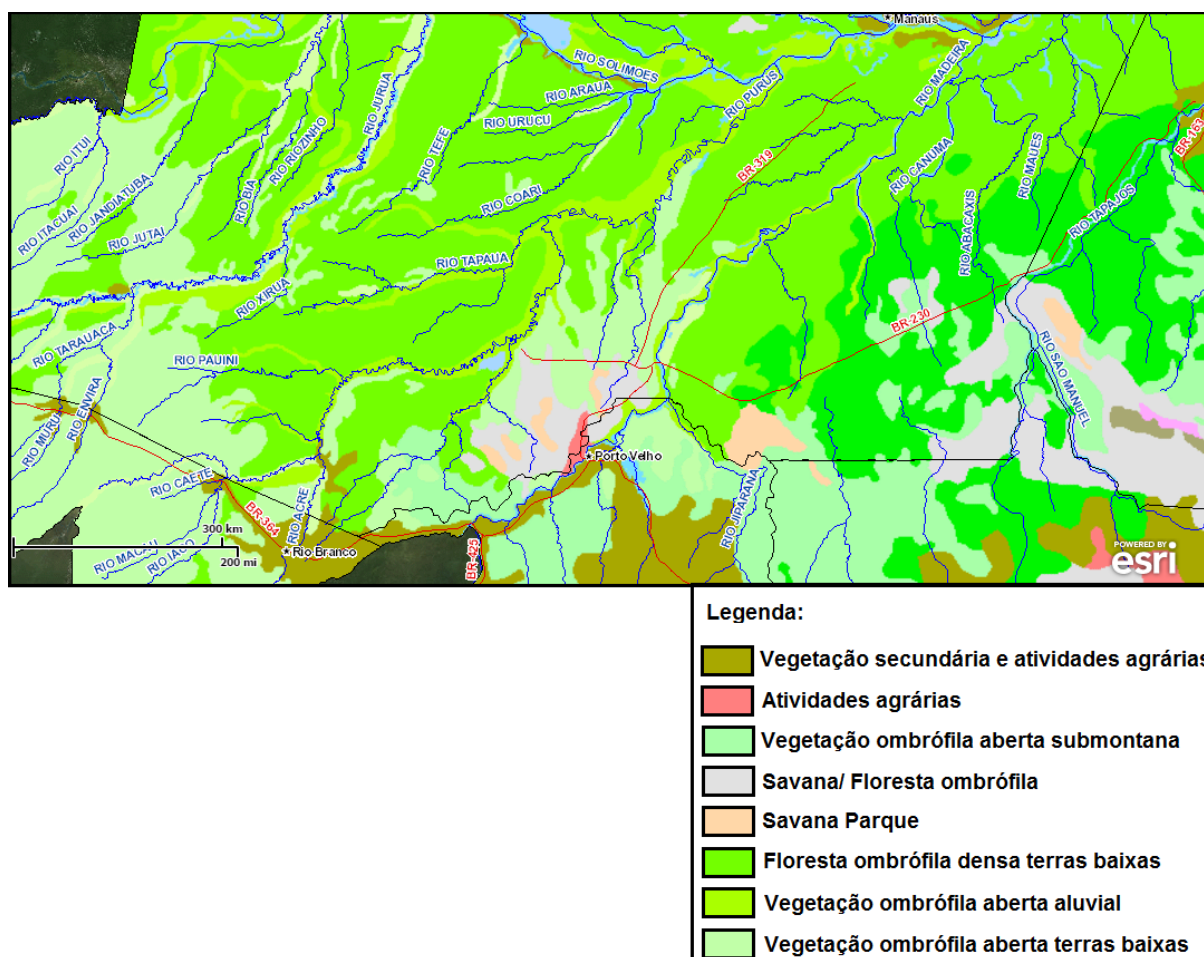 Manaus
RIO SOLIMOES
RIO MADEIRA
RIO JURUA
RIO ARAUA
RIO PURUS
BR-163
RIO URUCU
RIO RIOZINHO
RIO TEFE
BR-319
RIO CANUMA
RIO MAUES
RIO ITUI
RIO BIA
RIO COARI
RIO JANDIATUBA
RIO ITACUAI
RIO JUTAI
RIO ABACAXIS
RIO TAPAJOS
RIO TAPAUA
RIO XIRUA
BR-230
RIO TARAUACA
RIO PAUINI
RIO SAO MANUEL
RIO ENVIRA
RIO MURU
Porto Velho
RIO CAETE
RIO ACRE
RIO JIPARANA
BR-364
300 km
RIO MACAU
RIO IACO
200 mi
Rio Branco
BR-425
POWERED BY
esri
Legenda:
Vegetação secundária e atividades agrárias
Atividades agrárias
Vegetação ombrófila aberta submontana
Savana/ Floresta ombrófila
Savana Parque
Floresta ombrófila densa terras baixas
Vegetação ombrófila aberta aluvial
Vegetação ombrófila aberta terras baixas